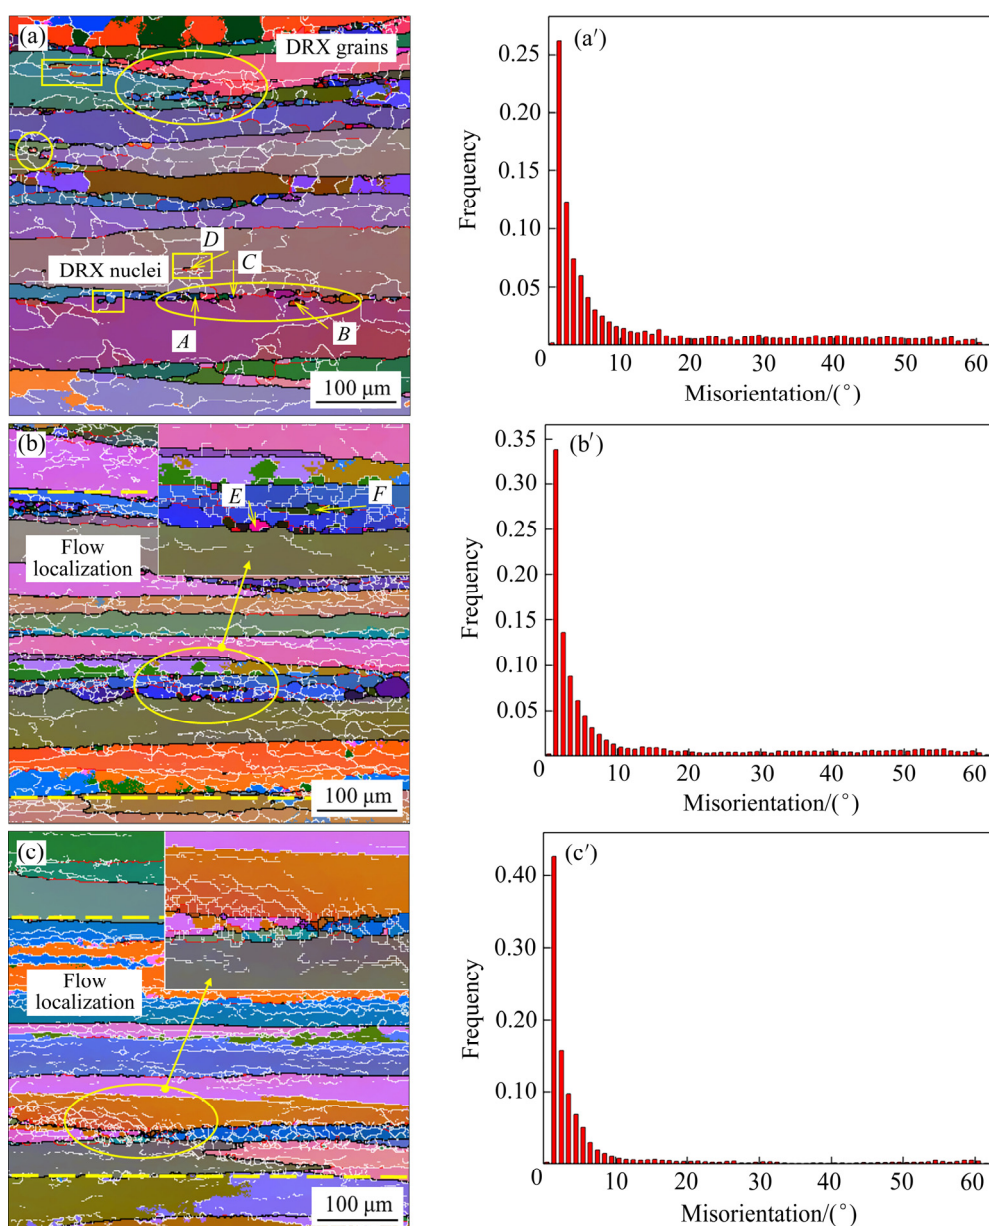 (a)
DRX grains
D
DRX nuclei
C
A
B
100 μm
(a′)
Frequency
0.25
0.20
0.15
0.10
0.05
0 10 20 30 40 50 60
Misorientation/(°)
(b)
E
F
Flow
localization
100 μm
(b′)
Frequency
0.35
0.30
0.25
0.20
0.15
0.10
0.05
0 10 20 30 40 50 60
Misorientation/(°)
(c)
Flow
localization
100 μm
(c′)
Frequency
0.40
0.30
0.20
0.10
0 10 20 30 40 50 60
Misorientation/(°)